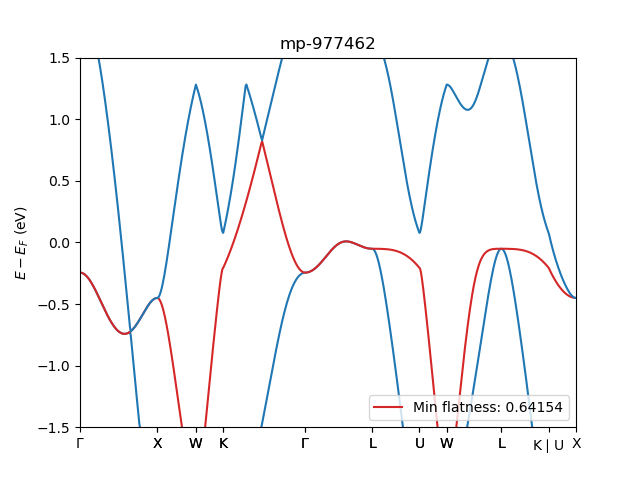 mp-977462
E − E_F (eV)
1.5
1.0
0.5
0.0
−0.5
−1.0
−1.5
Min flatness: 0.64154
Γ X W K Γ L U W L K | U X